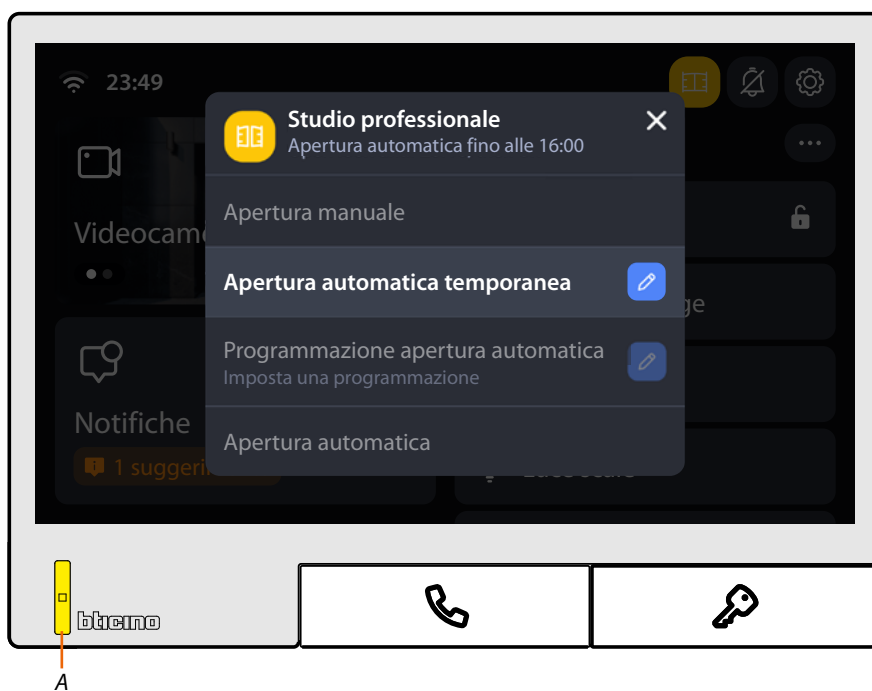 23:49
Studio professionale
Apertura automatica fino alle 16:00
Apertura manuale
Videocam
Apertura automatica temporanea
ge
Programmazione apertura automatica
Imposta una programmazione
Notifiche
Apertura automatica
1 suggeri
bticino
A